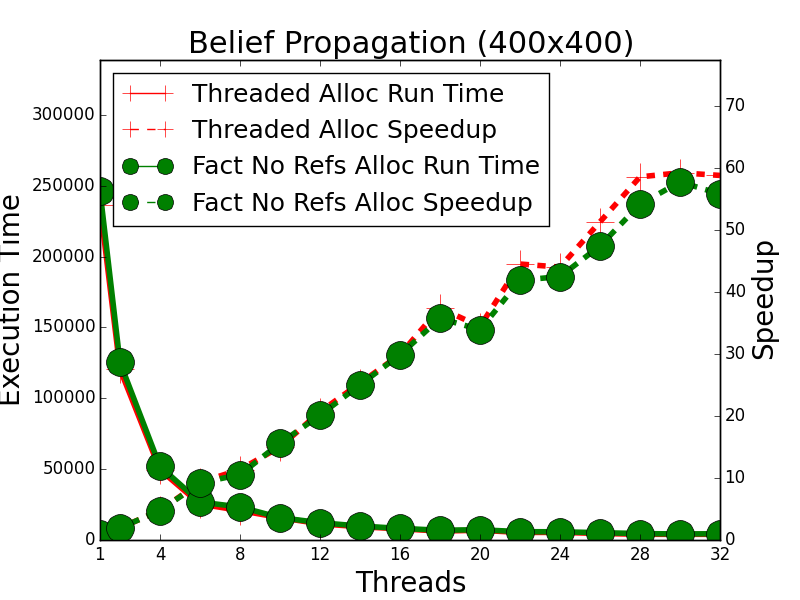 Belief Propagation (400x400)
Threaded Alloc Run Time
Threaded Alloc Speedup
Fact No Refs Alloc Run Time
Fact No Refs Alloc Speedup
Execution Time
300000
250000
200000
150000
100000
50000
0
70
60
50
40
30
20
10
0
Speedup
1 4 8 12 16 20 24 28 32
Threads